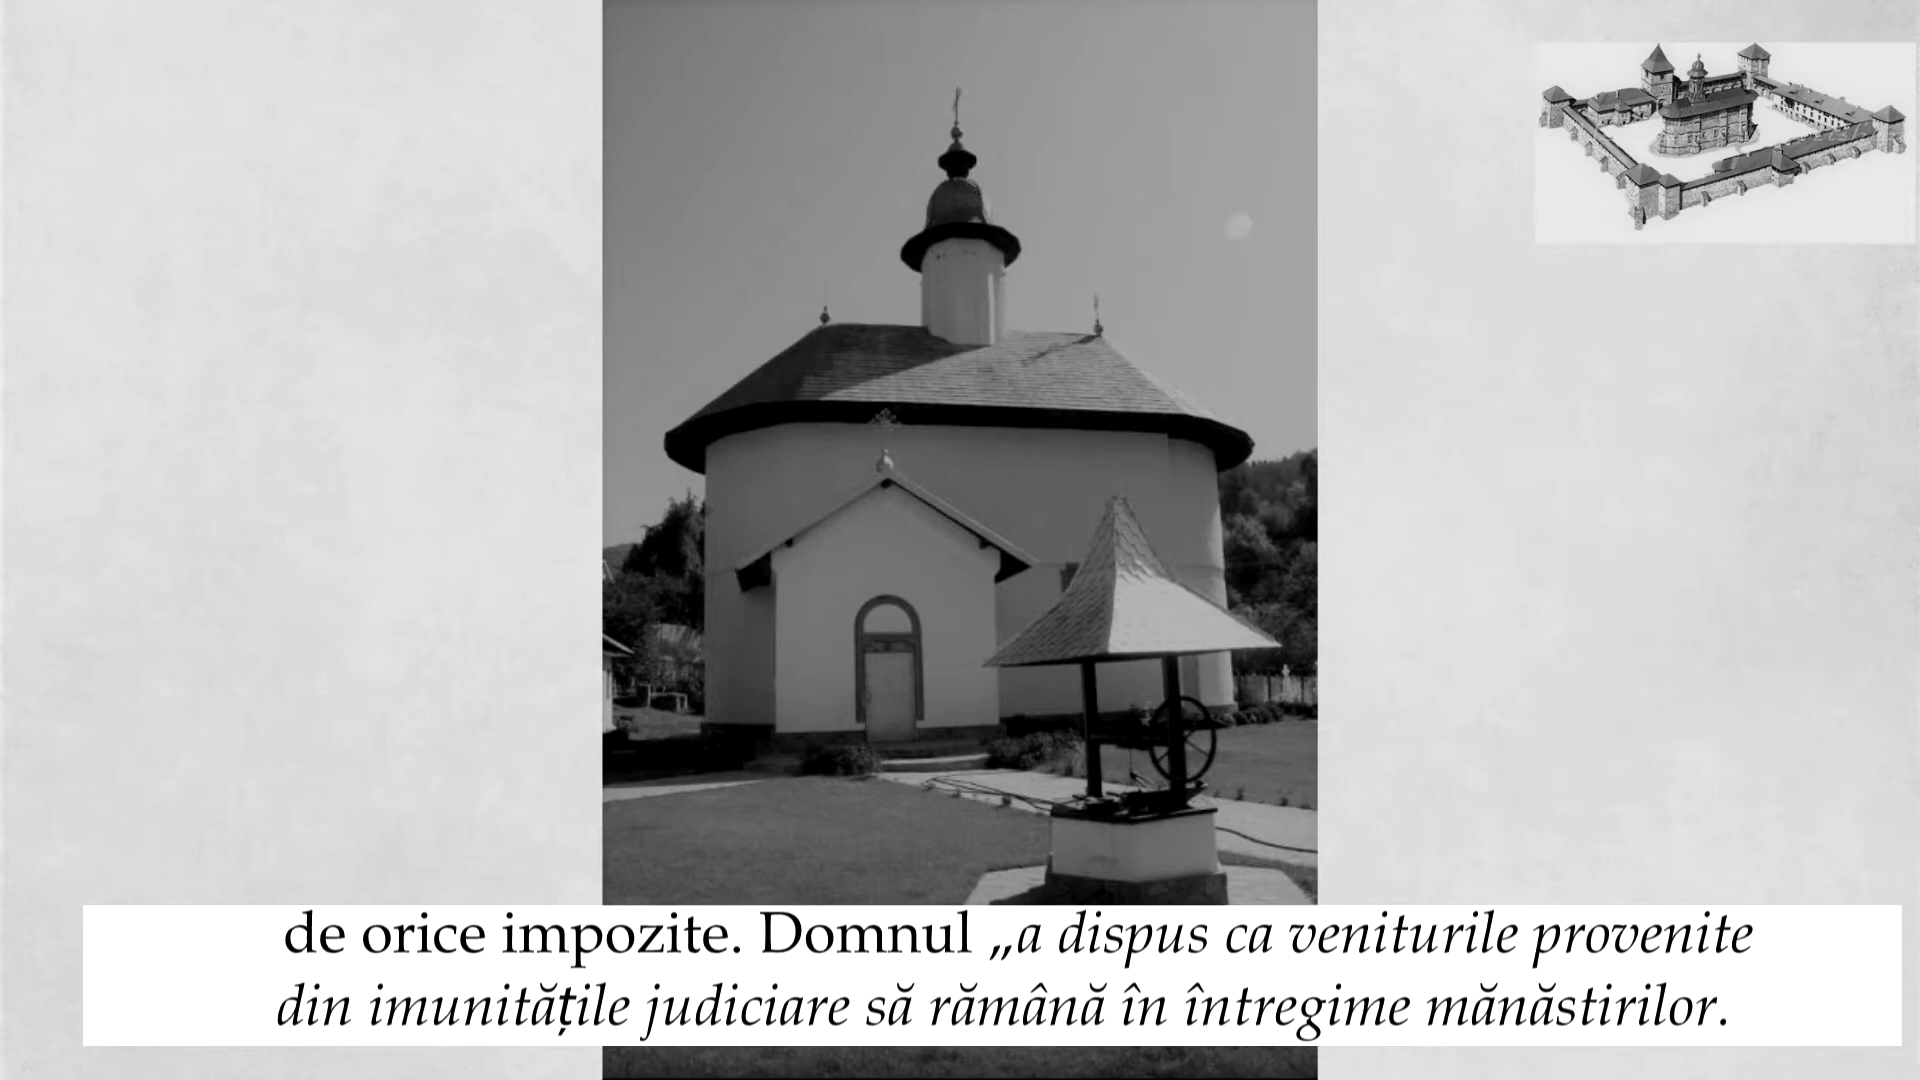 de orice impozite. Domnul „a dispus ca veniturile provenite
din imunitățile judiciare să rămână în întregime mănăstirilor.